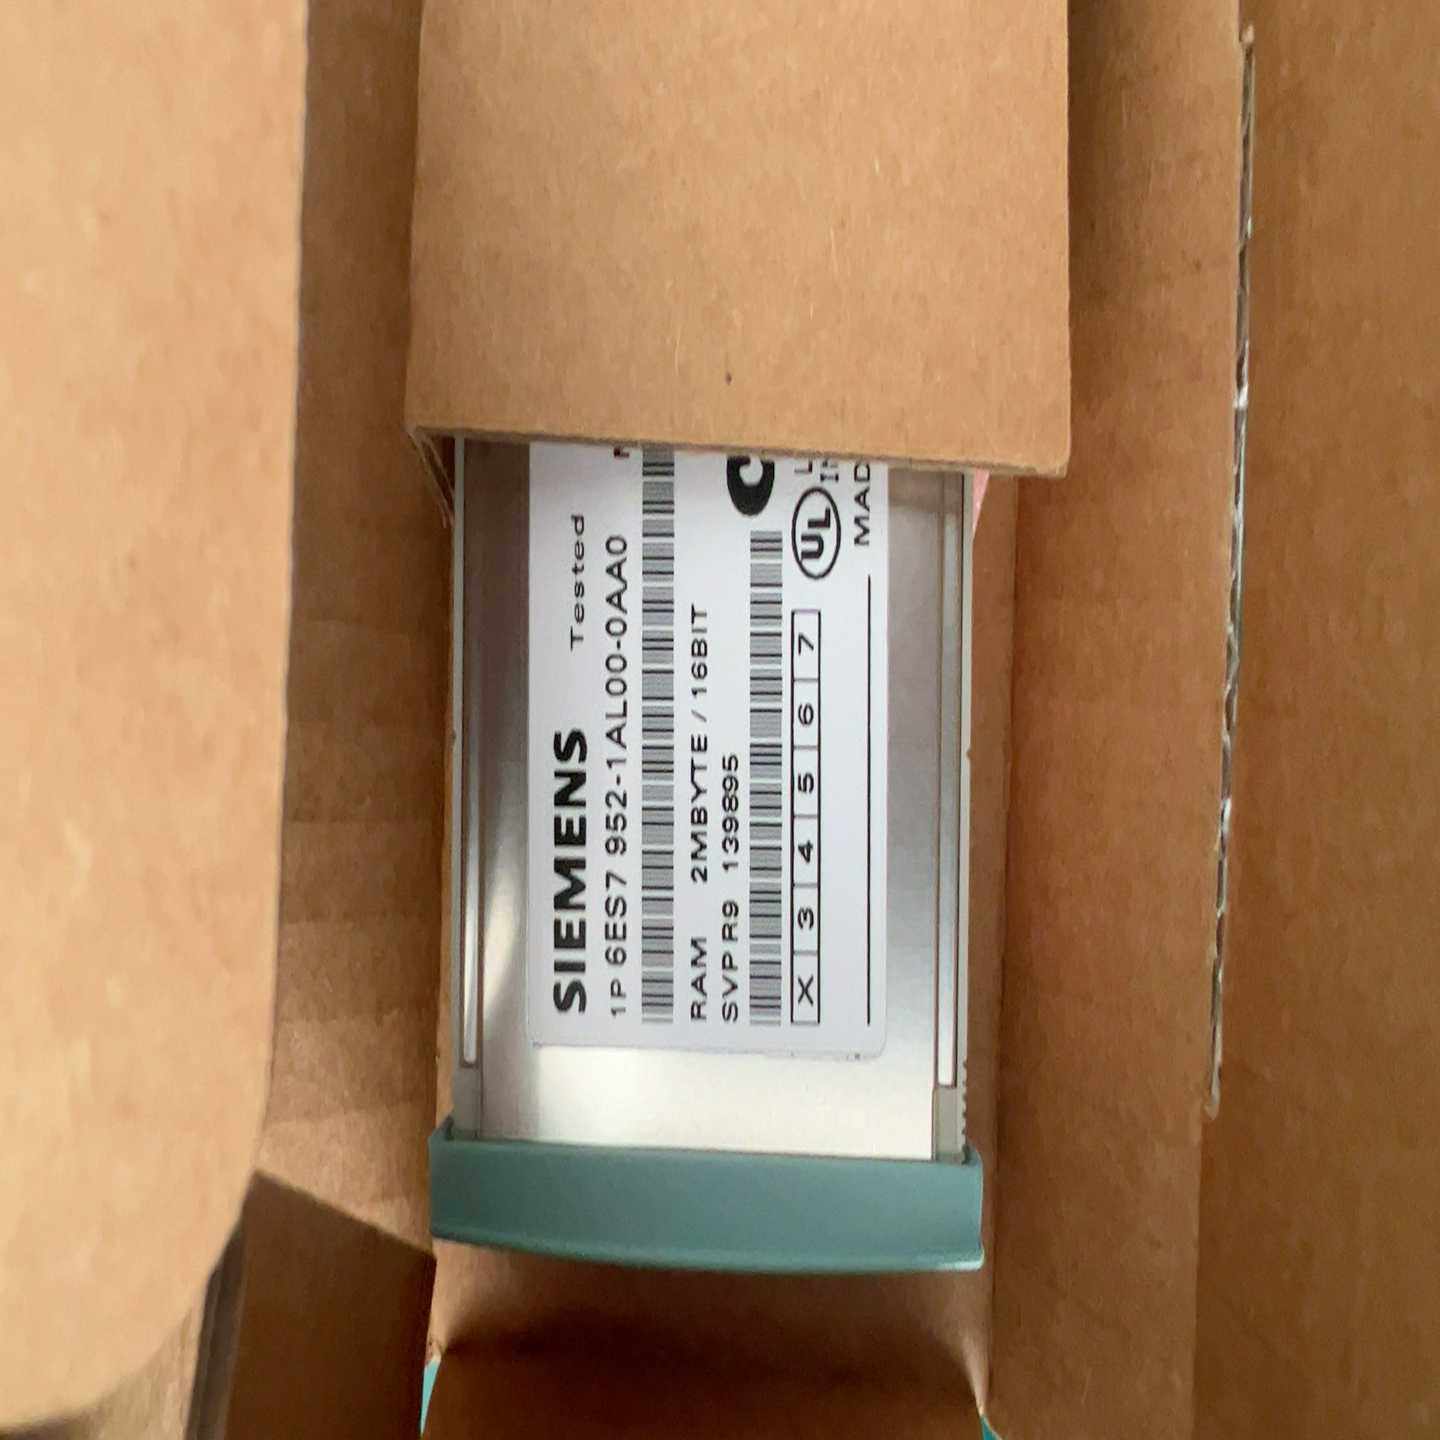 SIEMENS Tested
1P 6ES7 952-1AL00-0AA0
RAM 2MBYTE / 16BIT
SVP R9 139895
X 3 4 5 6 7
UL
MAD